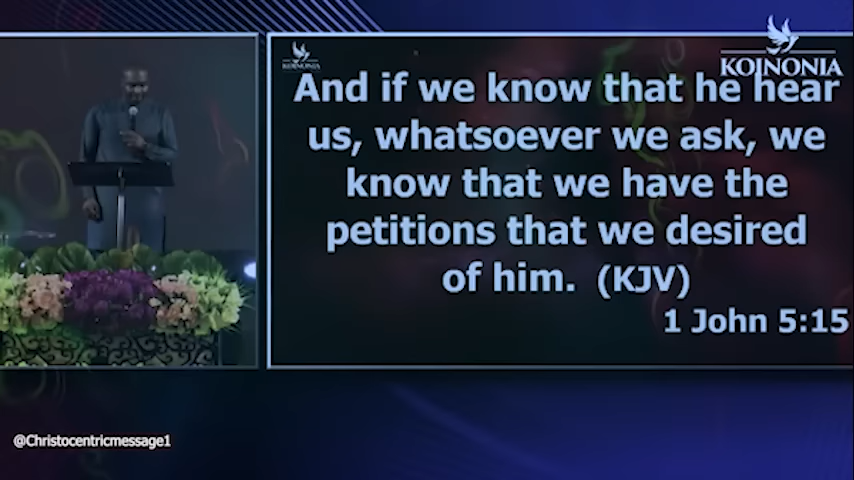 KOINONIA
KOINONIA
And if we know that he hear
us, whatsoever we ask, we
know that we have the
petitions that we desired
of him. (KJV)
1 John 5:15
@Christocentricmessage1